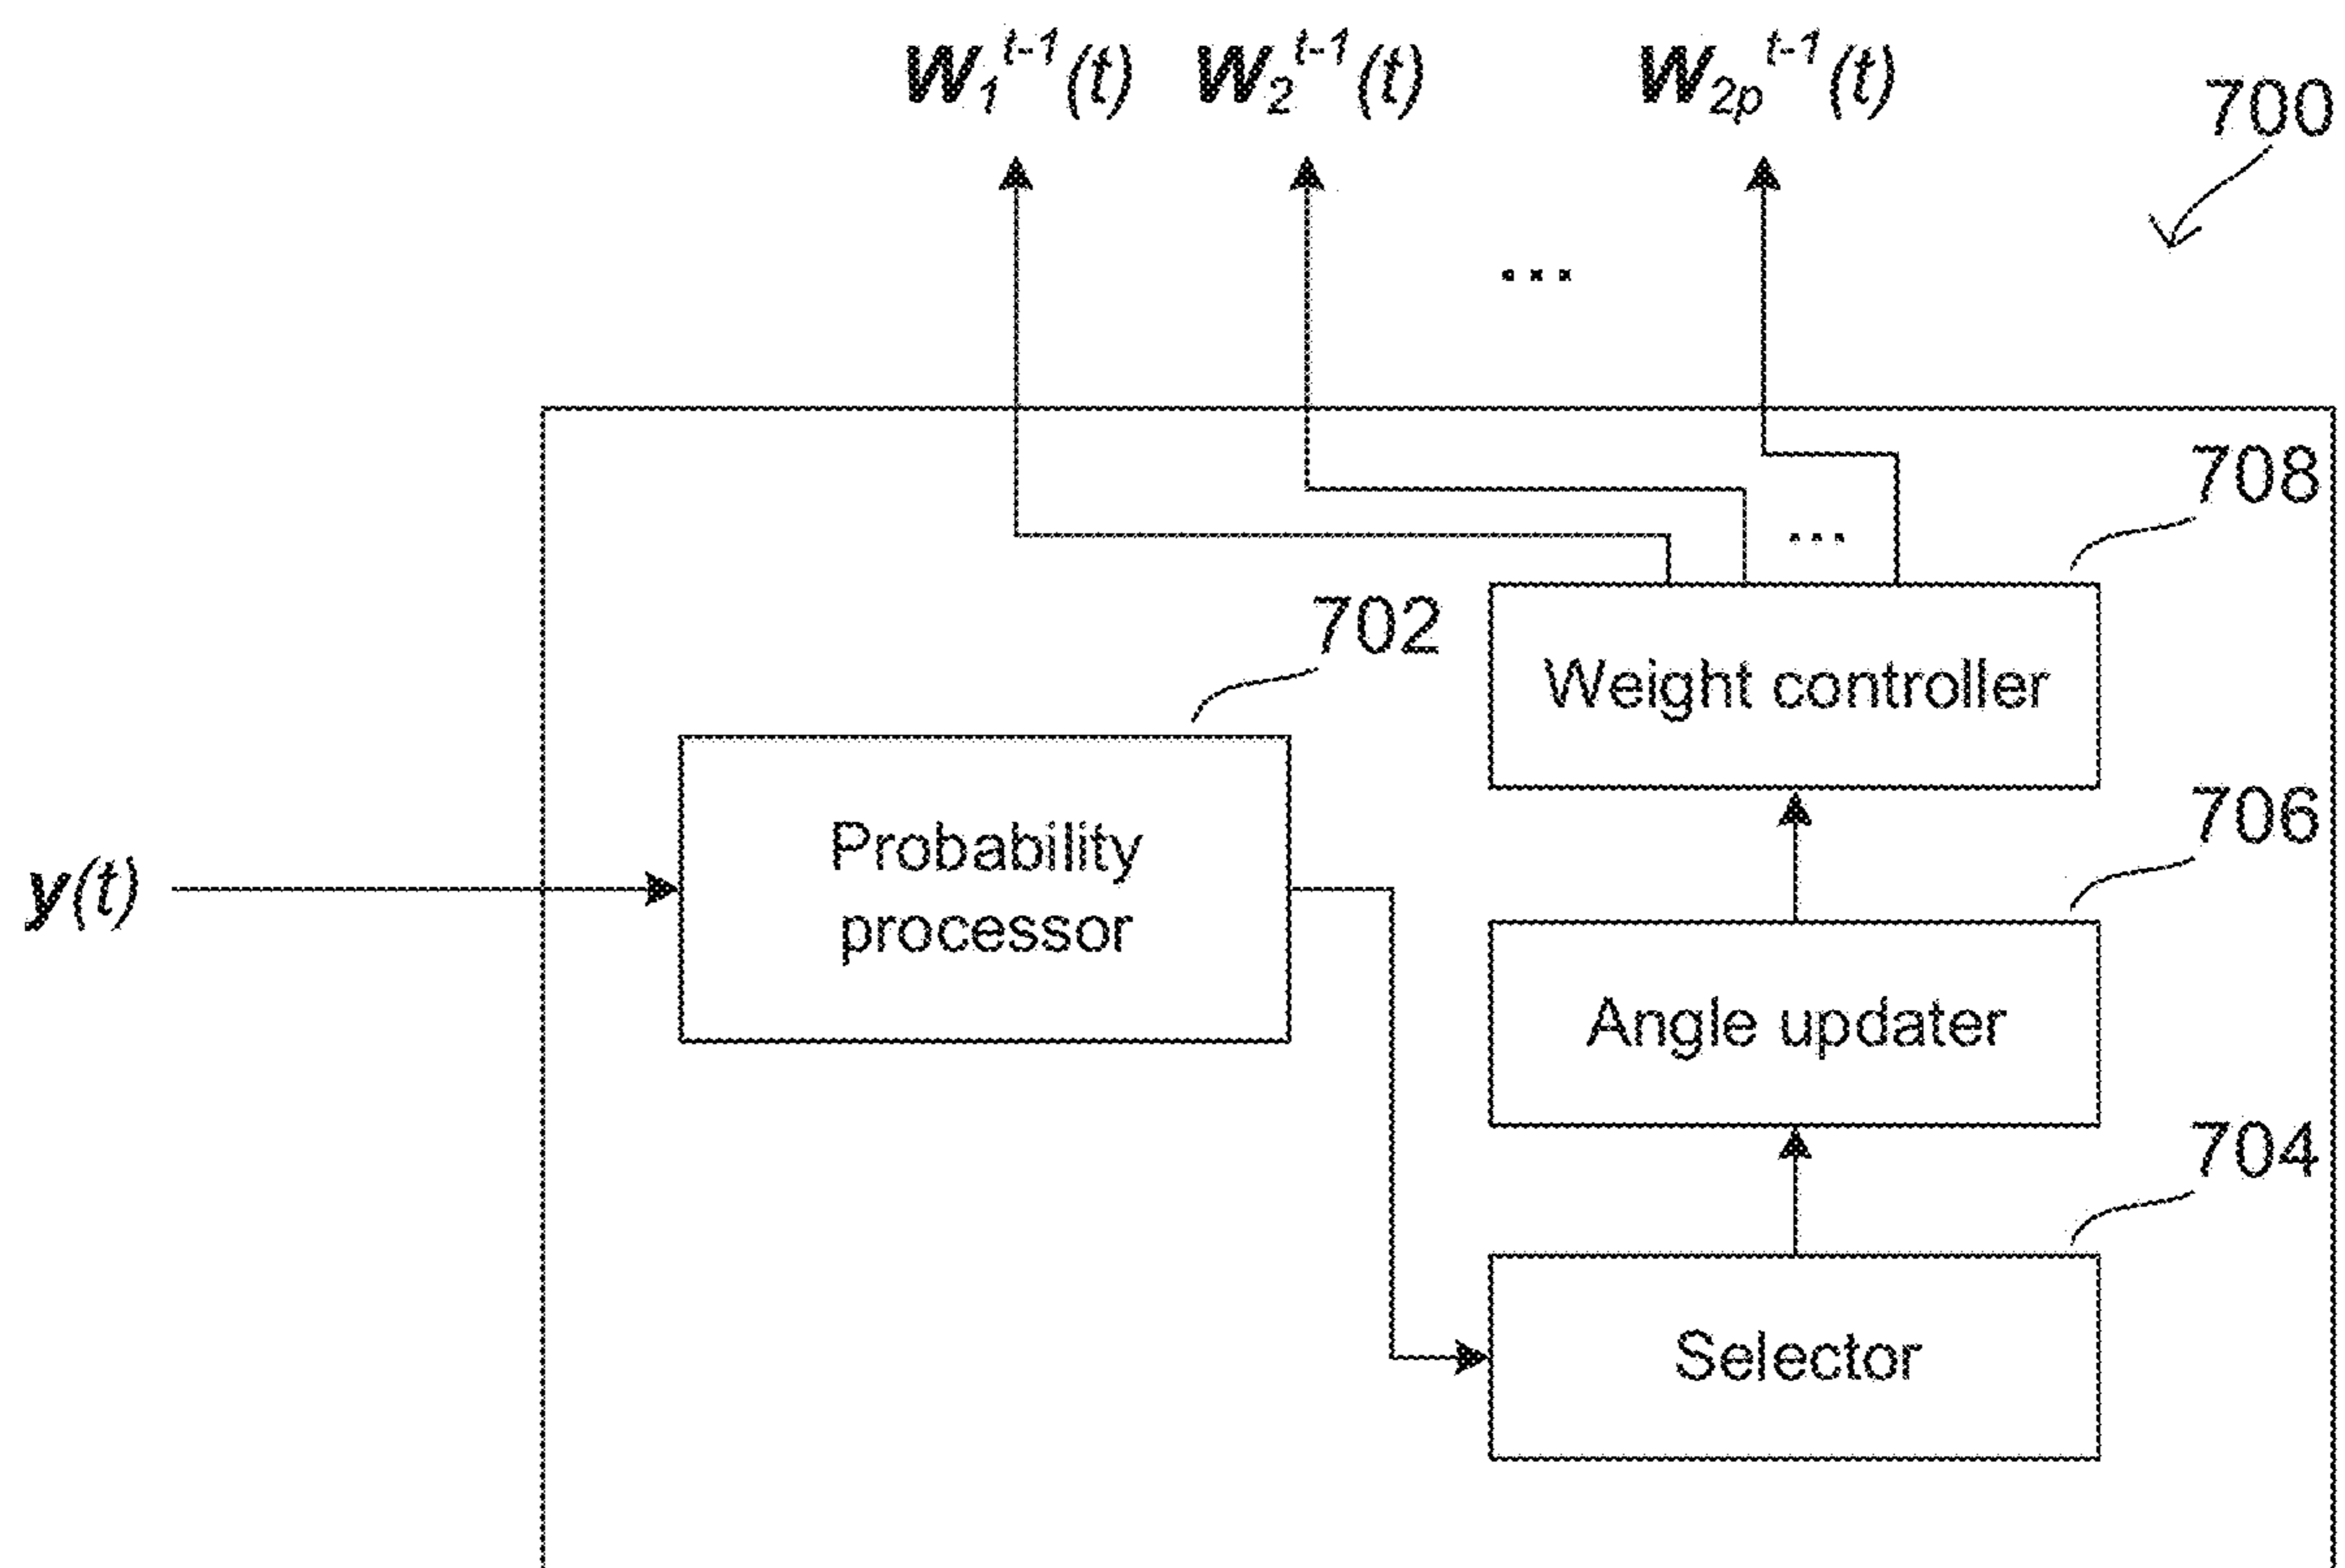 W₁ᵗ⁻¹(t) W₂ᵗ⁻¹(t) W₂ₚᵗ⁻¹(t)
700
...
708
...
702
Weight controller
Probability
processor
706
y(t)
Angle updater
704
Selector